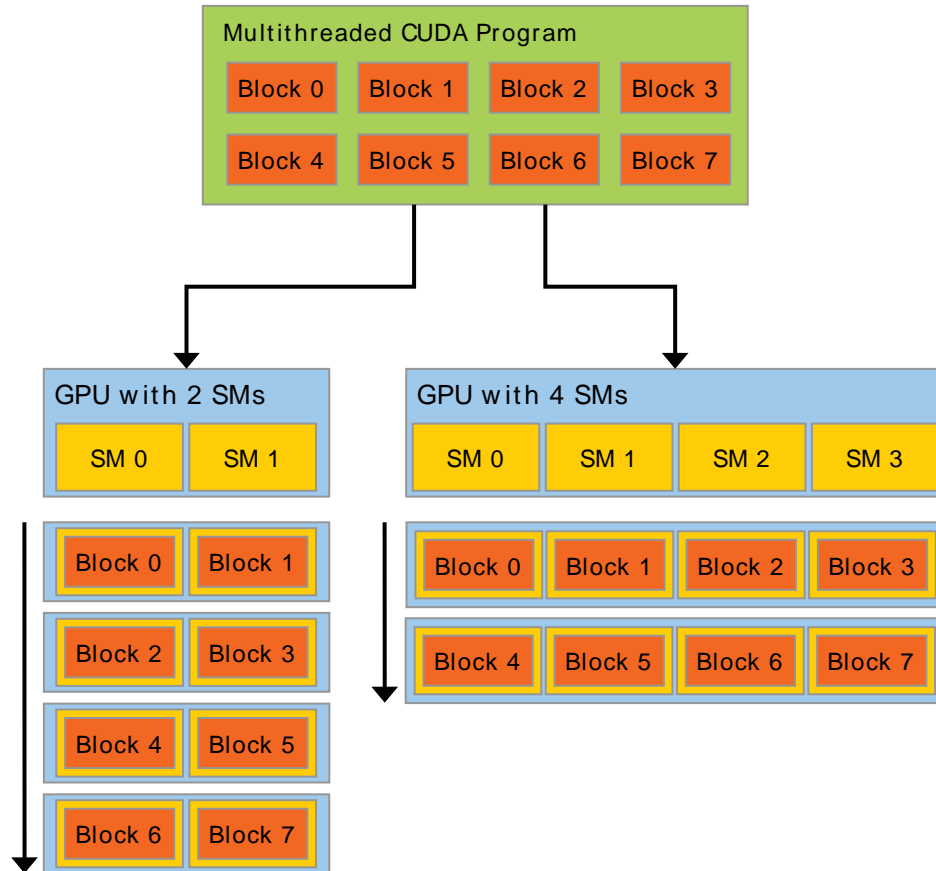 Multithreaded CUDA Program
Block 0 Block 1 Block 2 Block 3
Block 4 Block 5 Block 6 Block 7
GPU with 2 SMs
SM 0 SM 1
Block 0 Block 1
Block 2 Block 3
Block 4 Block 5
Block 6 Block 7
GPU with 4 SMs
SM 0 SM 1 SM 2 SM 3
Block 0 Block 1 Block 2 Block 3
Block 4 Block 5 Block 6 Block 7